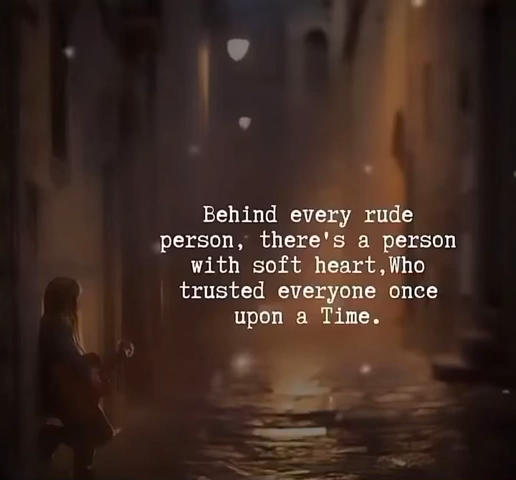 Behind every rude
person, there's a person
with soft heart,Who
trusted everyone once
upon a Time.